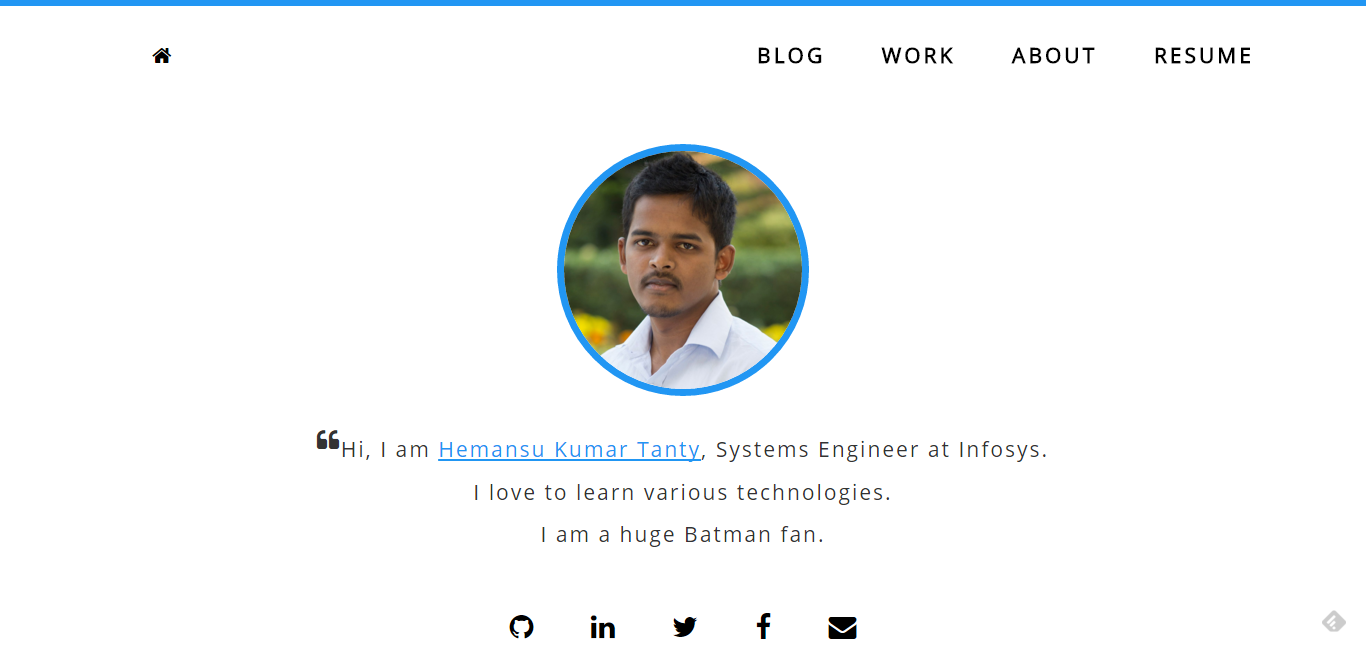 BLOG WORK ABOUT RESUME
“Hi, I am Hemansu Kumar Tanty, Systems Engineer at Infosys.
I love to learn various technologies.
I am a huge Batman fan.